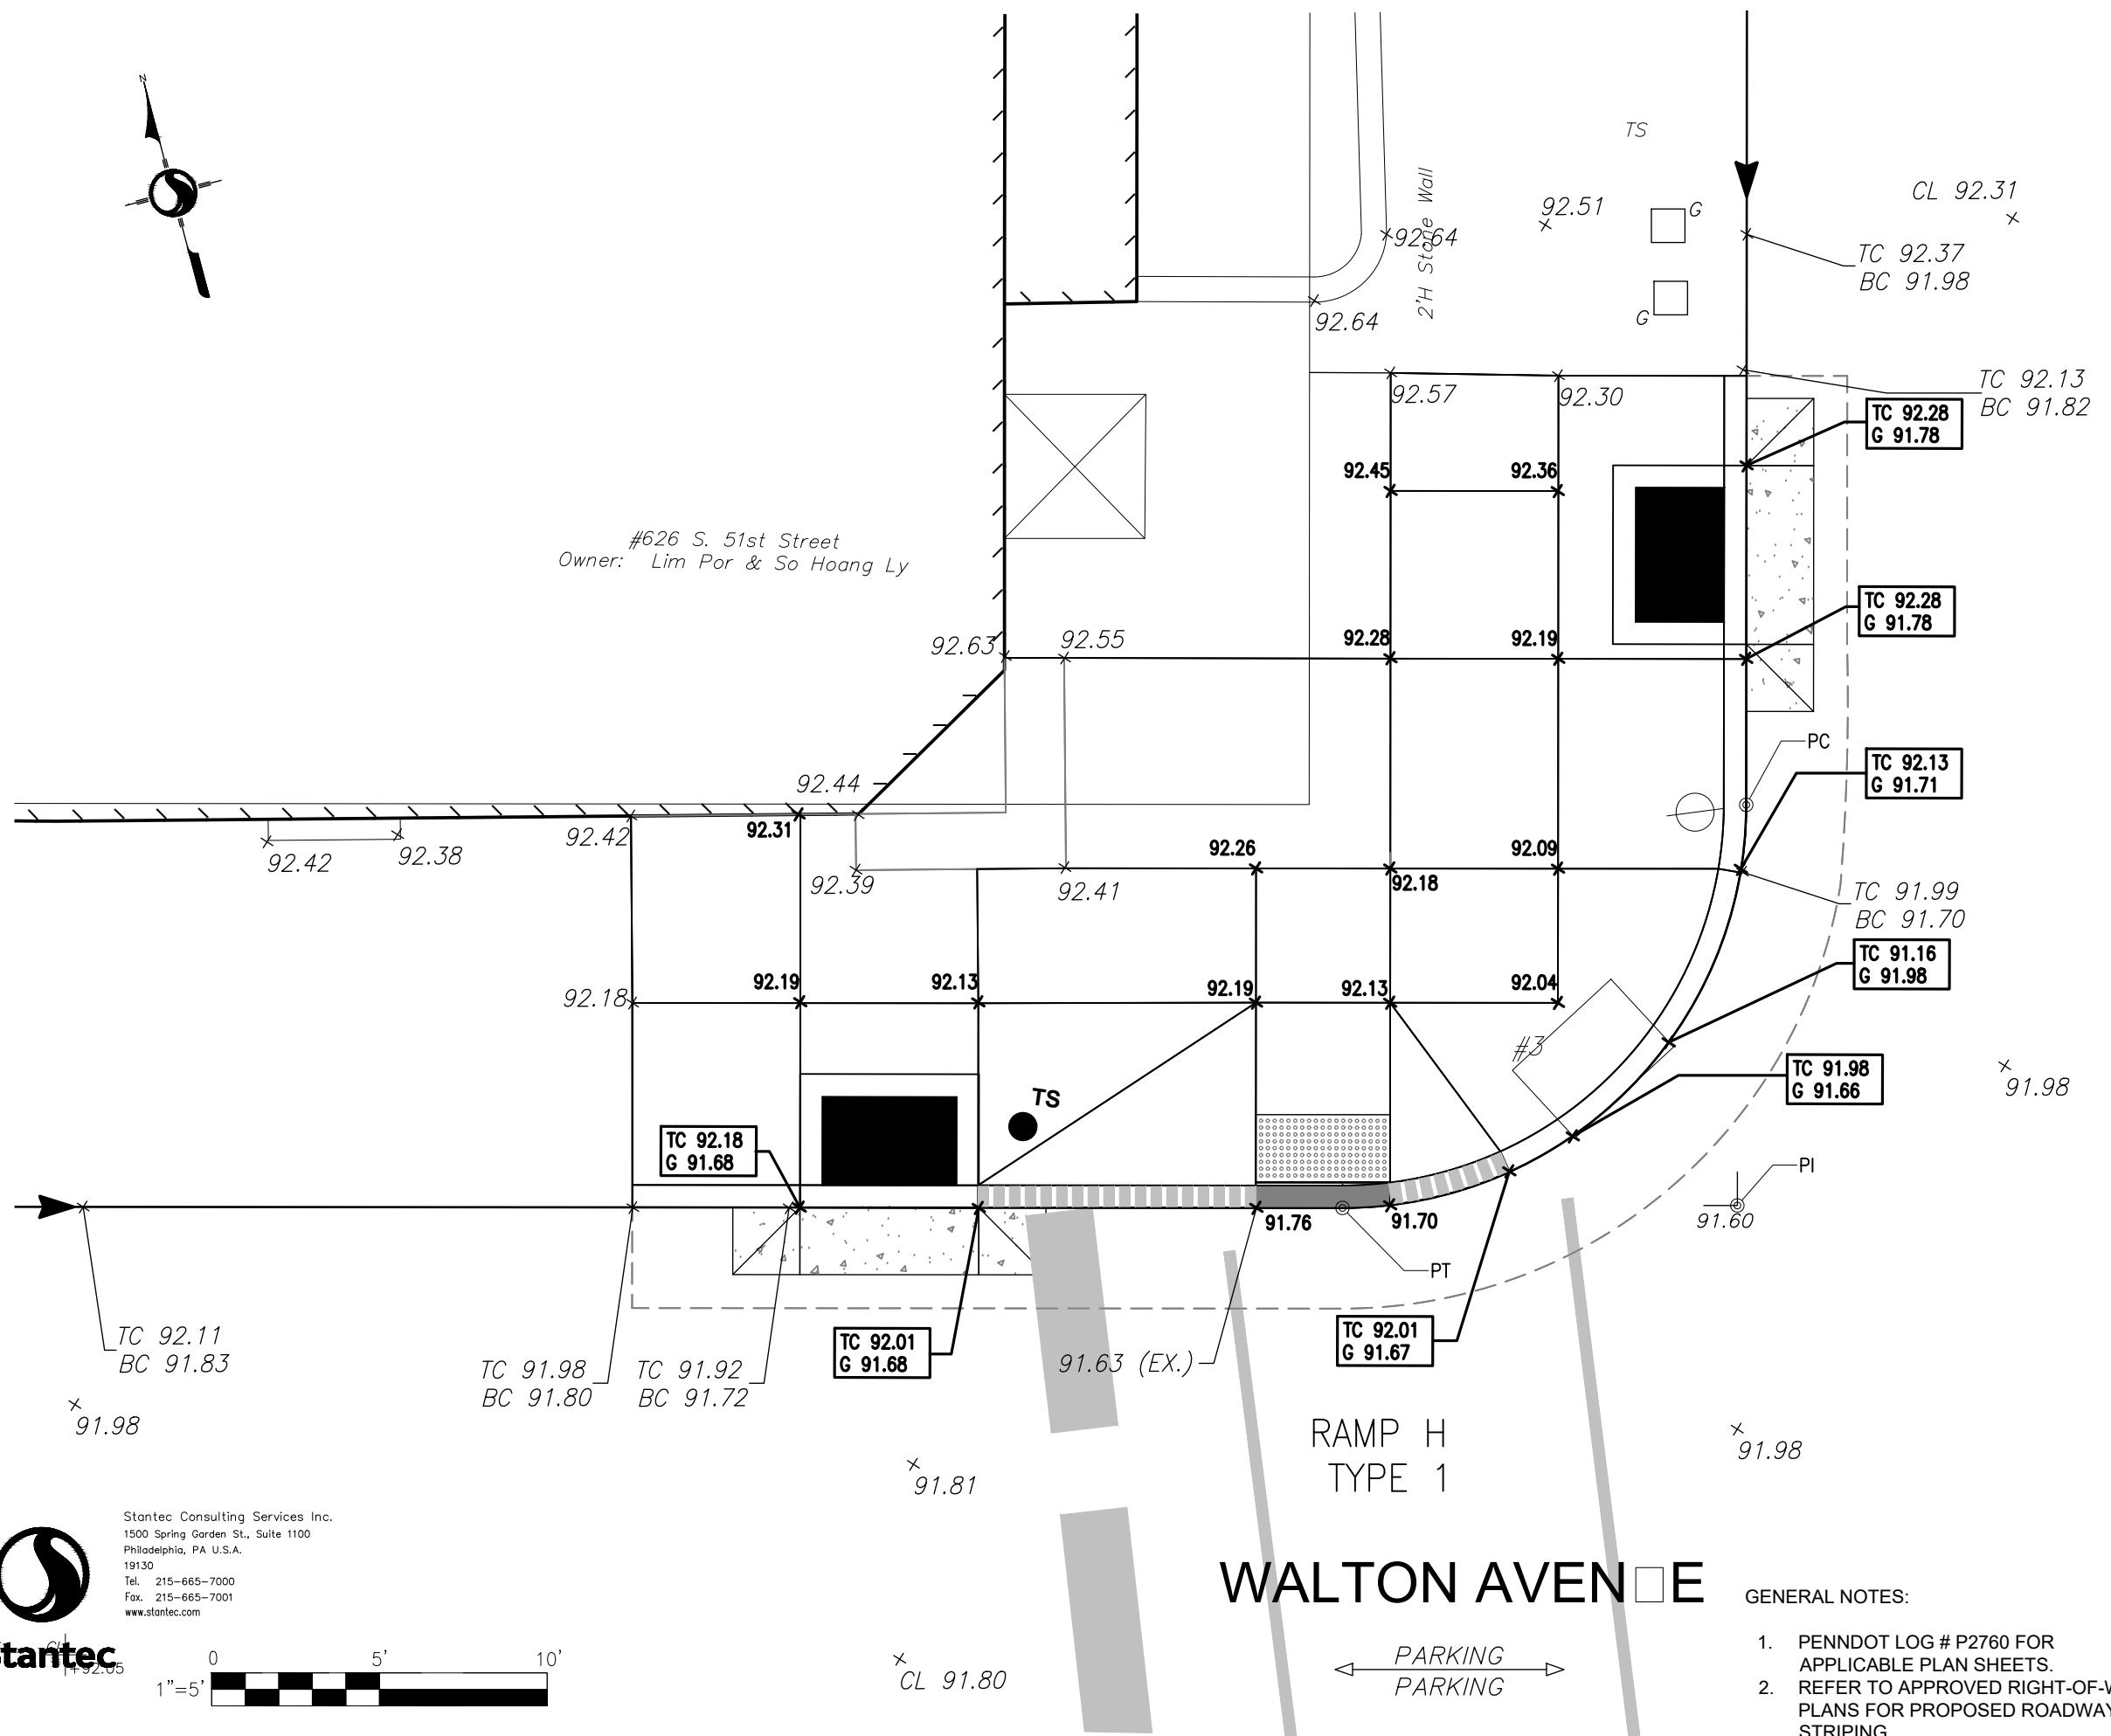 N
TS
92.51
G
CL 92.31
92.64
2'H Stone Wall
TC 92.37
BC 91.98
G
92.64
TC 92.13
BC 91.82
92.57
92.30
TC 92.28
G 91.78
92.45
92.36
#626 S. 51st Street
Owner: Lim Por & So Hoang Ly
TC 92.28
G 91.78
92.63
92.55
92.28
92.19
PC
TC 92.13
G 91.71
92.44
92.42
92.31
92.42
92.38
92.39
92.41
92.26
92.18
92.09
TC 91.99
BC 91.70
TC 91.16
G 91.98
92.18
92.19
92.13
92.19
92.13
92.04
#3
TC 91.98
G 91.66
91.98
TS
TC 92.18
G 91.68
PI
91.60
91.76
91.70
PT
TC 92.11
BC 91.83
TC 91.98
BC 91.80
TC 91.92
BC 91.72
TC 92.01
G 91.68
91.63 (EX.)
TC 92.01
G 91.67
91.98
91.81
91.98
RAMP H
TYPE 1
Stantec Consulting Services Inc.
1500 Spring Garden St., Suite 1100
Philadelphia, PA U.S.A.
19130
Tel. 215-665-7000
Fax. 215-665-7001
www.stantec.com
tantec
92.05
0 5' 10'
1"=5'
CL 91.80
WALTON AVEN□E
PARKING
PARKING
GENERAL NOTES:
1. PENNDOT LOG # P2760 FOR
APPLICABLE PLAN SHEETS.
2. REFER TO APPROVED RIGHT-OF-W
PLANS FOR PROPOSED ROADWAY
STRIPING